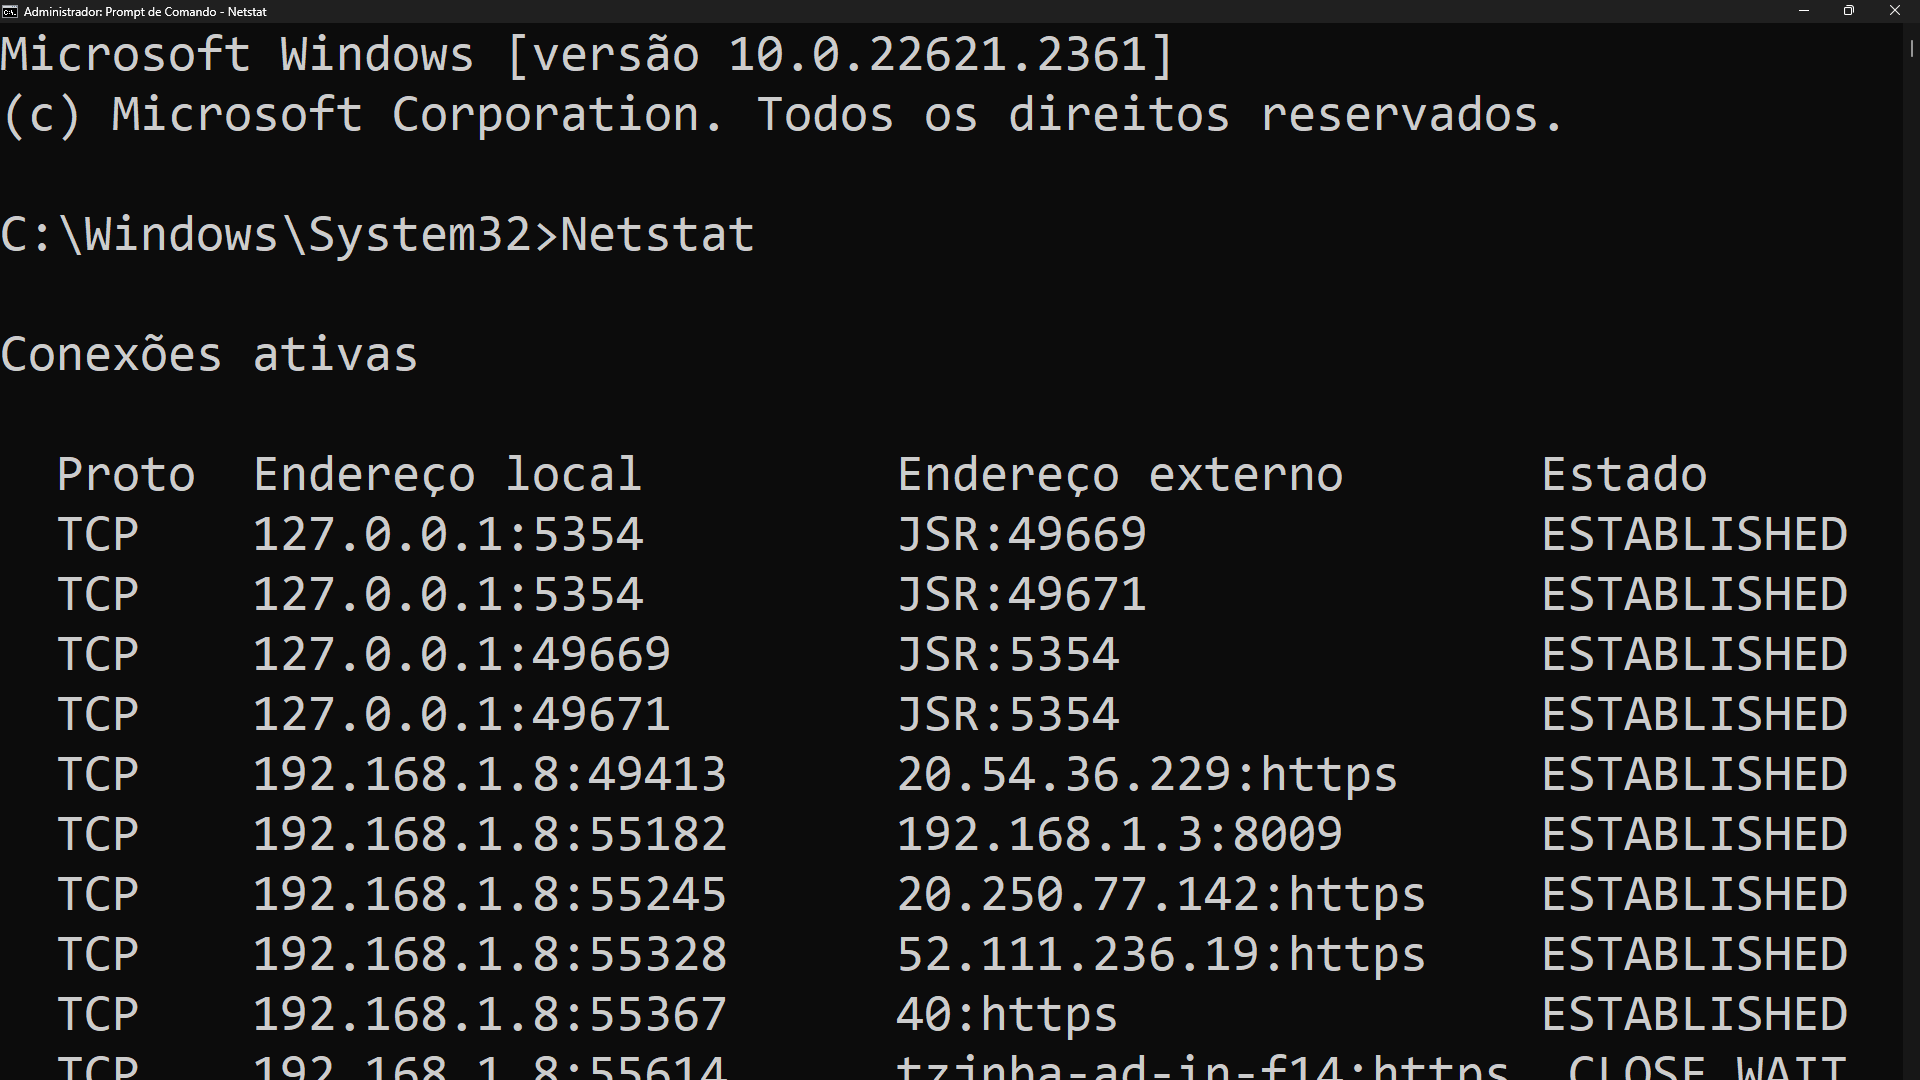 Administrador: Prompt de Comando - Netstat
Microsoft Windows [versão 10.0.22621.2361]
(c) Microsoft Corporation. Todos os direitos reservados.
C:\Windows\System32>Netstat
Conexões ativas
Proto  Endereço local  Endereço externo  Estado
TCP  127.0.0.1:5354  JSR:49669  ESTABLISHED
TCP  127.0.0.1:5354  JSR:49671  ESTABLISHED
TCP  127.0.0.1:49669  JSR:5354  ESTABLISHED
TCP  127.0.0.1:49671  JSR:5354  ESTABLISHED
TCP  192.168.1.8:49413  20.54.36.229:https  ESTABLISHED
TCP  192.168.1.8:55182  192.168.1.3:8009  ESTABLISHED
TCP  192.168.1.8:55245  20.250.77.142:https  ESTABLISHED
TCP  192.168.1.8:55328  52.111.236.19:https  ESTABLISHED
TCP  192.168.1.8:55367  40:https  ESTABLISHED
TCP  192.168.1.8:55614  tzinha-ad-in-f14:https  CLOSE_WAIT